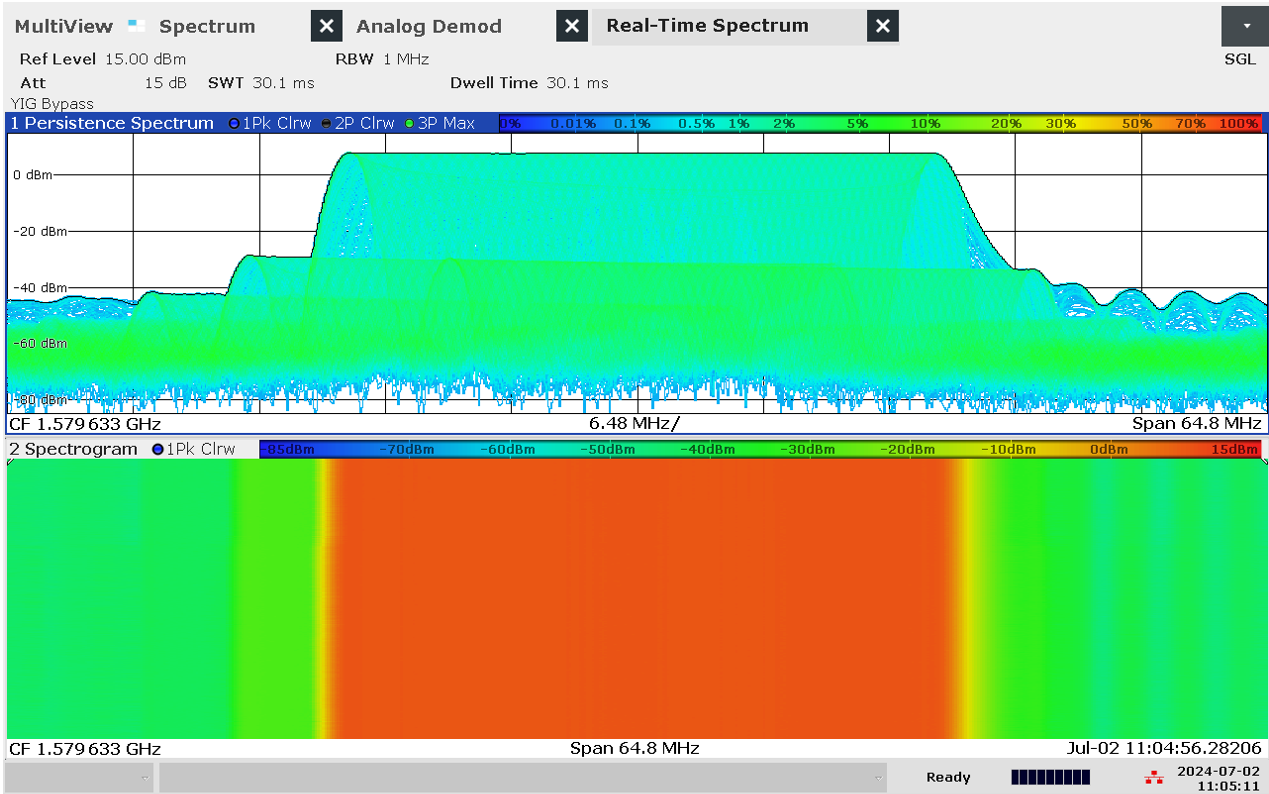 MultiView Spectrum Analog Demod Real-Time Spectrum
Ref Level 15.00 dBm RBW 1 MHz SGL
Att 15 dB SWT 30.1 ms Dwell Time 30.1 ms
YIG Bypass
1 Persistence Spectrum 1Pk Clrw 2P Clrw 3P Max 0% 0.01% 0.1% 0.5% 1% 2% 5% 10% 20% 30% 50% 70% 100%
0 dBm
-20 dBm
-40 dBm
-60 dBm
-80 dBm
CF 1.579 633 GHz 6.48 MHz/ Span 64.8 MHz
2 Spectrogram 1Pk Clrw -85dBm -70dBm -60dBm -50dBm -40dBm -30dBm -20dBm -10dBm 0dBm 15dBm
CF 1.579 633 GHz Span 64.8 MHz Jul-02 11:04:56.28206
Ready 2024-07-02
11:05:11